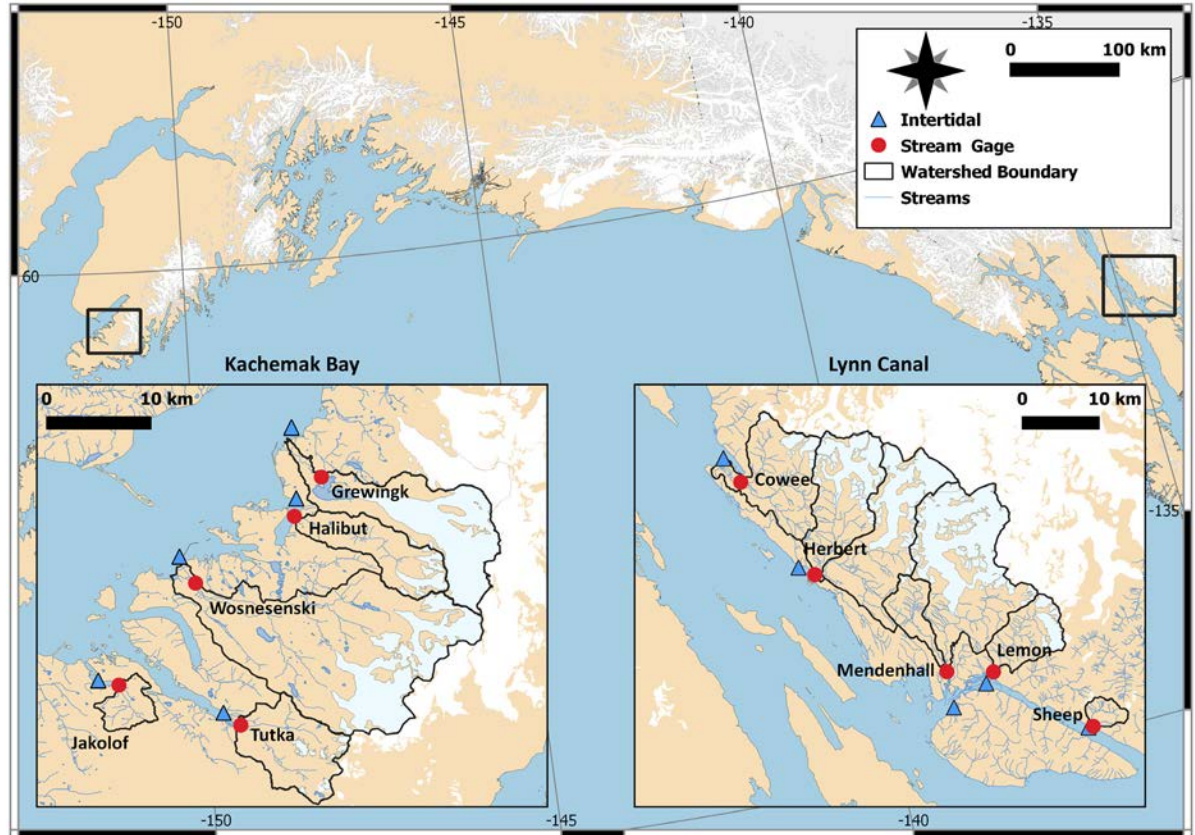 -150
-145
-140
-135
0 100 km
Intertidal
Stream Gage
Watershed Boundary
Streams
60
Kachemak Bay
Lynn Canal
0 10 km
0 10 km
Grewingk
Halibut
Wosnesenski
Jakolof
Tutka
Cowee
Herbert
Mendenhall
Lemon
Sheep
-135
-150
-145
-140